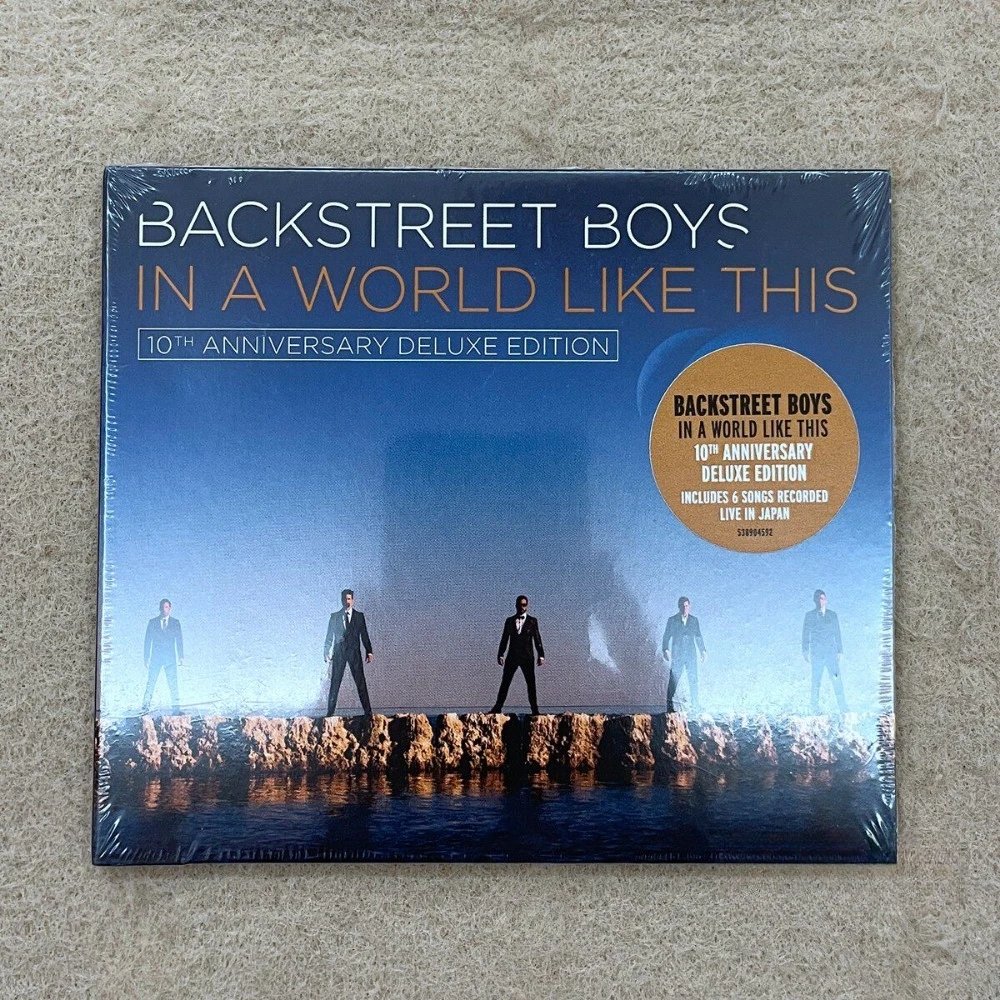 BACKSTREET BOYS
IN A WORLD LIKE THIS
10TH ANNIVERSARY DELUXE EDITION
BACKSTREET BOYS
IN A WORLD LIKE THIS
10TH ANNIVERSARY
DELUXE EDITION
INCLUDES 6 SONGS RECORDED
LIVE IN JAPAN
538904592